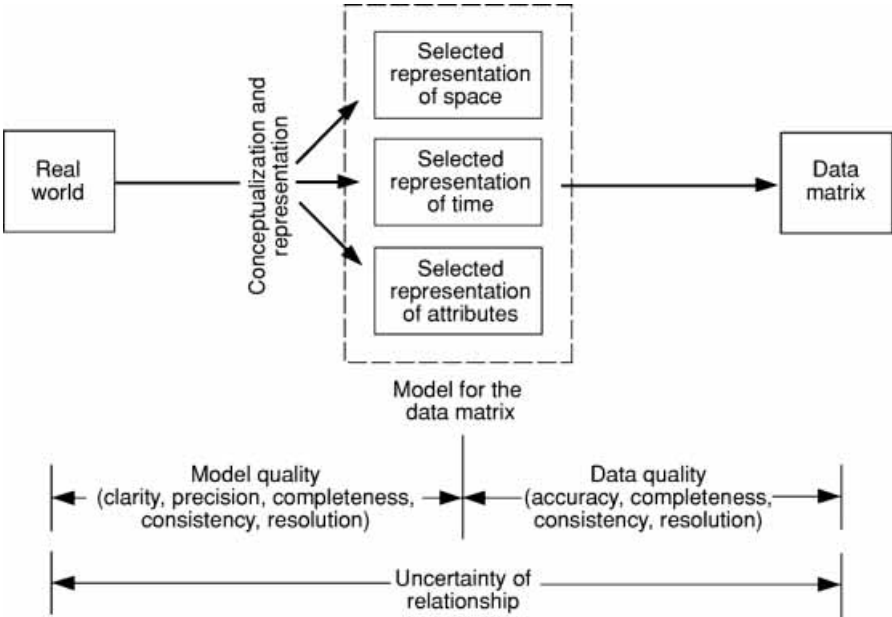 Real
world
Conceptualization and
representation
Selected
representation
of space
Selected
representation
of time
Selected
representation
of attributes
Data
matrix
Model for the
data matrix
Model quality
(clarity, precision, completeness,
consistency, resolution)
Data quality
(accuracy, completeness,
consistency, resolution)
Uncertainty of
relationship